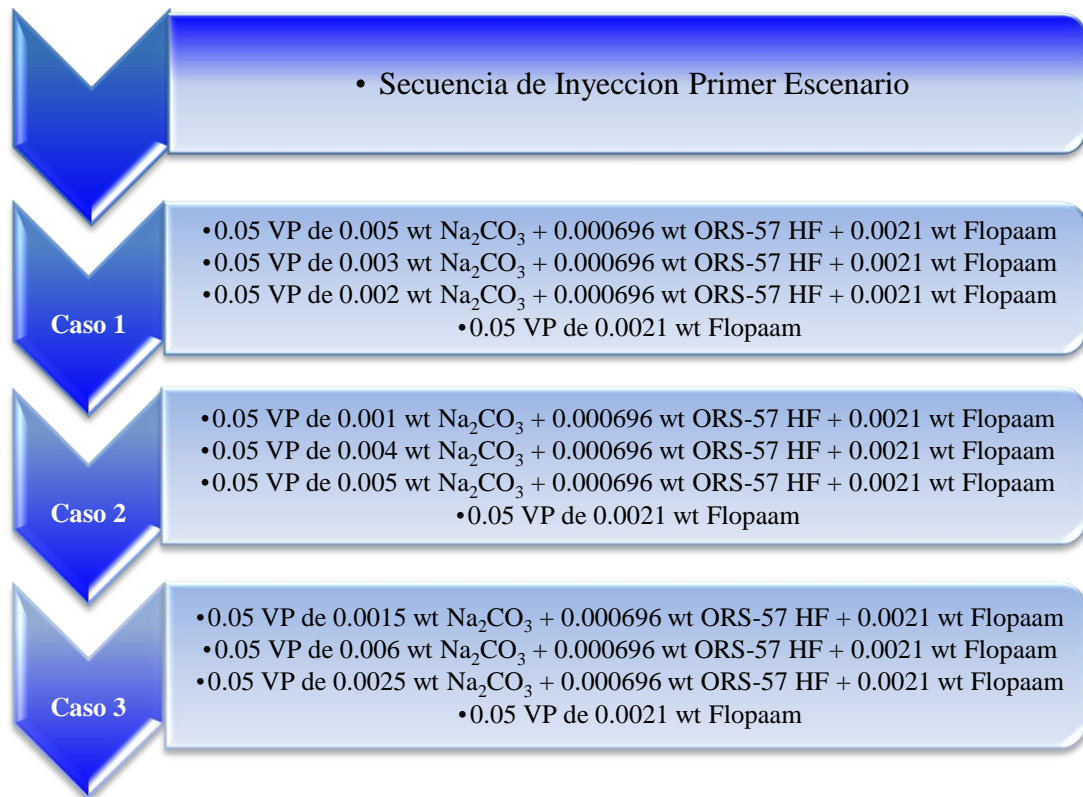 • Secuencia de Inyeccion Primer Escenario
Caso 1
•0.05 VP de 0.005 wt Na₂CO₃ + 0.000696 wt ORS-57 HF + 0.0021 wt Flopaam
•0.05 VP de 0.003 wt Na₂CO₃ + 0.000696 wt ORS-57 HF + 0.0021 wt Flopaam
•0.05 VP de 0.002 wt Na₂CO₃ + 0.000696 wt ORS-57 HF + 0.0021 wt Flopaam
•0.05 VP de 0.0021 wt Flopaam
Caso 2
•0.05 VP de 0.001 wt Na₂CO₃ + 0.000696 wt ORS-57 HF + 0.0021 wt Flopaam
•0.05 VP de 0.004 wt Na₂CO₃ + 0.000696 wt ORS-57 HF + 0.0021 wt Flopaam
•0.05 VP de 0.005 wt Na₂CO₃ + 0.000696 wt ORS-57 HF + 0.0021 wt Flopaam
•0.05 VP de 0.0021 wt Flopaam
Caso 3
•0.05 VP de 0.0015 wt Na₂CO₃ + 0.000696 wt ORS-57 HF + 0.0021 wt Flopaam
•0.05 VP de 0.006 wt Na₂CO₃ + 0.000696 wt ORS-57 HF + 0.0021 wt Flopaam
•0.05 VP de 0.0025 wt Na₂CO₃ + 0.000696 wt ORS-57 HF + 0.0021 wt Flopaam
•0.05 VP de 0.0021 wt Flopaam